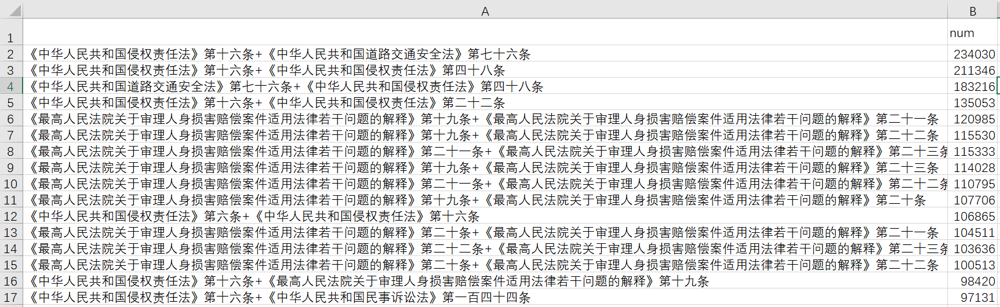 A B
1 num
2 《中华人民共和国侵权责任法》第十六条+《中华人民共和国道路交通安全法》第七十六条 234030
3 《中华人民共和国侵权责任法》第十六条+《中华人民共和国侵权责任法》第四十八条 211346
4 《中华人民共和国道路交通安全法》第七十六条+《中华人民共和国侵权责任法》第四十八条 183216
5 《中华人民共和国侵权责任法》第十六条+《中华人民共和国侵权责任法》第二十二条 135053
6 《最高人民法院关于审理人身损害赔偿案件适用法律若干问题的解释》第十九条+《最高人民法院关于审理人身损害赔偿案件适用法律若干问题的解释》第二十一条 120985
7 《最高人民法院关于审理人身损害赔偿案件适用法律若干问题的解释》第十九条+《最高人民法院关于审理人身损害赔偿案件适用法律若干问题的解释》第二十二条 115530
8 《最高人民法院关于审理人身损害赔偿案件适用法律若干问题的解释》第二十一条+《最高人民法院关于审理人身损害赔偿案件适用法律若干问题的解释》第二十三条 115333
9 《最高人民法院关于审理人身损害赔偿案件适用法律若干问题的解释》第十九条+《最高人民法院关于审理人身损害赔偿案件适用法律若干问题的解释》第二十三条 114028
10 《最高人民法院关于审理人身损害赔偿案件适用法律若干问题的解释》第二十一条+《最高人民法院关于审理人身损害赔偿案件适用法律若干问题的解释》第二十二条 110795
11 《最高人民法院关于审理人身损害赔偿案件适用法律若干问题的解释》第十九条+《最高人民法院关于审理人身损害赔偿案件适用法律若干问题的解释》第二十条 107706
12 《中华人民共和国侵权责任法》第六条+《中华人民共和国侵权责任法》第十六条 106865
13 《最高人民法院关于审理人身损害赔偿案件适用法律若干问题的解释》第二十条+《最高人民法院关于审理人身损害赔偿案件适用法律若干问题的解释》第二十一条 104511
14 《最高人民法院关于审理人身损害赔偿案件适用法律若干问题的解释》第二十二条+《最高人民法院关于审理人身损害赔偿案件适用法律若干问题的解释》第二十三条 103636
15 《最高人民法院关于审理人身损害赔偿案件适用法律若干问题的解释》第二十条+《最高人民法院关于审理人身损害赔偿案件适用法律若干问题的解释》第二十二条 100513
16 《中华人民共和国侵权责任法》第十六条+《最高人民法院关于审理人身损害赔偿案件适用法律若干问题的解释》第十九条 98420
17 《中华人民共和国侵权责任法》第十六条+《中华人民共和国民事诉讼法》第一百四十四条 97131